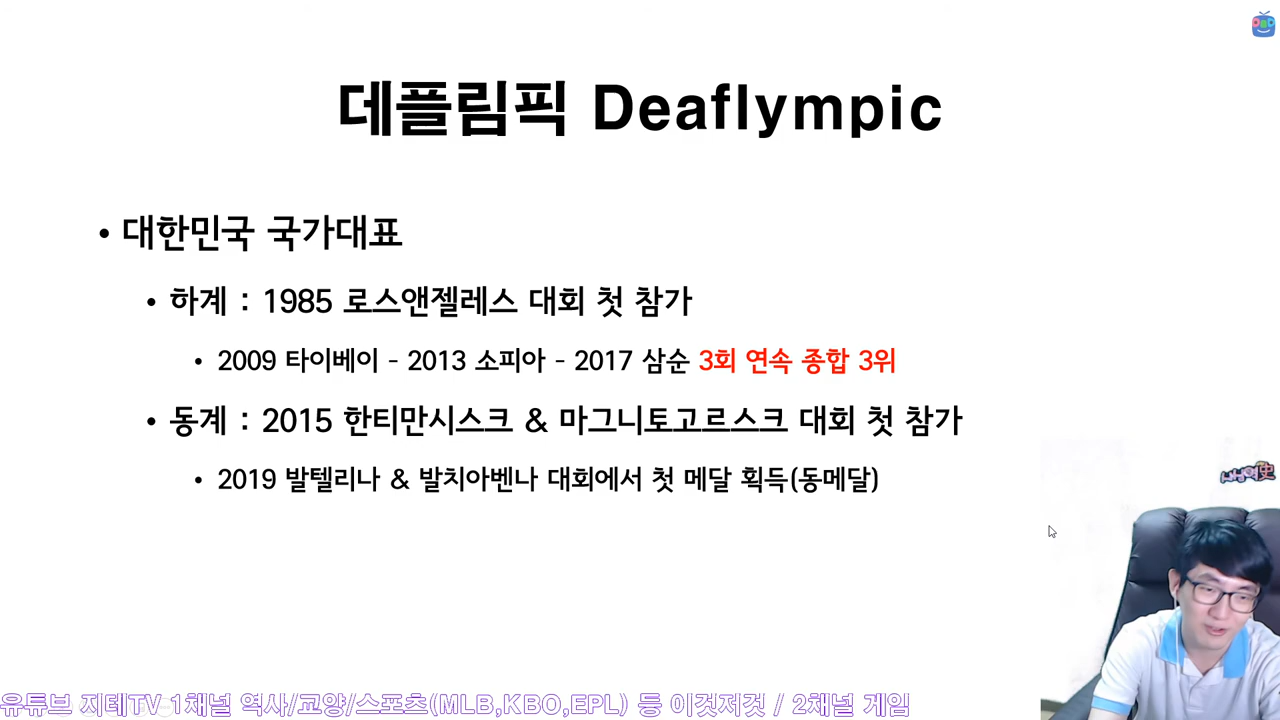 데플림픽 Deaflympic
• 대한민국 국가대표
• 하계 : 1985 로스앤젤레스 대회 첫 참가
• 2009 타이베이 - 2013 소피아 - 2017 삼순 3회 연속 종합 3위
• 동계 : 2015 한티만시스크 & 마그니토고르스크 대회 첫 참가
• 2019 발텔리나 & 발치아벤나 대회에서 첫 메달 획득(동메달)
유튜브 지테TV 1채널 역사/교양/스포츠(MLB,KBO,EPL) 등 이것저것 / 2채널 게임